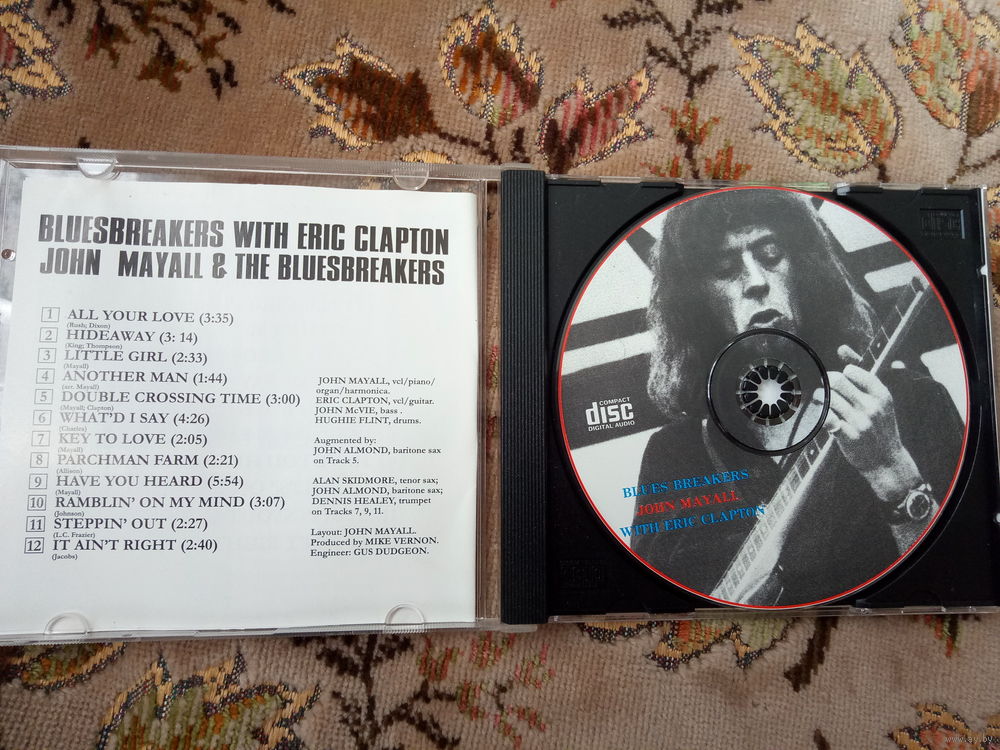 BLUESBREAKERS WITH ERIC CLAPTON
JOHN MAYALL & THE BLUESBREAKERS
1 ALL YOUR LOVE (3:35)
(Rush; Dixon)
2 HIDEAWAY (3: 14)
(King; Thompson)
3 LITTLE GIRL (2:33)
(Mayall)
4 ANOTHER MAN (1:44)
(arr. Mayall)
5 DOUBLE CROSSING TIME (3:00)
(Mayall; Clapton)
6 WHAT'D I SAY (4:26)
(Charles)
7 KEY TO LOVE (2:05)
(Mayall)
8 PARCHMAN FARM (2:21)
(Allison)
9 HAVE YOU HEARD (5:54)
(Mayall)
10 RAMBLIN' ON MY MIND (3:07)
(Johnson)
11 STEPPIN' OUT (2:27)
(L.C. Frazier)
12 IT AIN'T RIGHT (2:40)
(Jacobs)
JOHN MAYALL, vcl/piano/
organ/harmonica.
ERIC CLAPTON, vcl/guitar.
JOHN McVIE, bass .
HUGHIE FLINT, drums.
Augmented by:
JOHN ALMOND, baritone sax
on Track 5.
ALAN SKIDMORE, tenor sax;
JOHN ALMOND, baritone sax;
DENNIS HEALEY, trumpet
on Tracks 7, 9, 11.
Layout: JOHN MAYALL.
Produced by MIKE VERNON.
Engineer: GUS DUDGEON.
COMPACT
disc
DIGITAL AUDIO
BLUES BREAKERS
JOHN MAYALL
WITH ERIC CLAPTON
www.ay.by